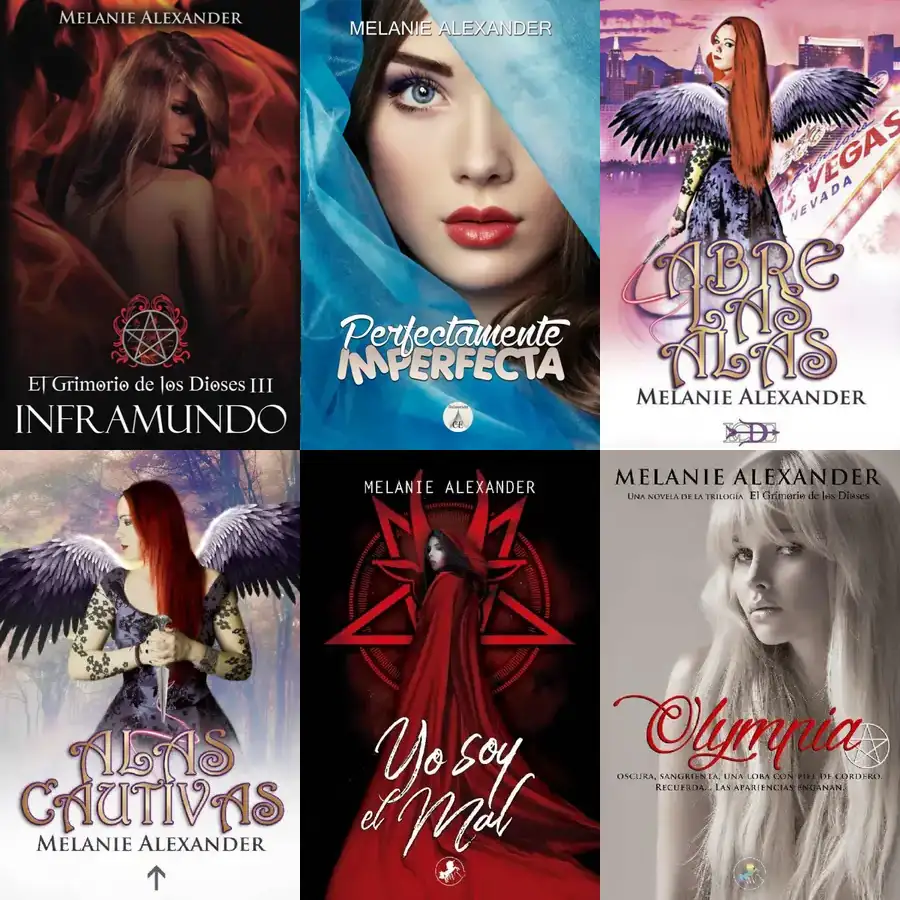 MELANIE ALEXANDER
El Grimorio de los Dioses III
INFRAMUNDO
MELANIE ALEXANDER
Perfectamente
IMPERFECTA
LAS VEGAS
NEVADA
ABRE
LAS
ALAS
MELANIE ALEXANDER
ALAS
CAUTIVAS
MELANIE ALEXANDER
MELANIE ALEXANDER
Yo soy
el Mal
MELANIE ALEXANDER
UNA NOVELA DE LA TRILOGÍA El Grimorio de los Dioses
Olympia
OSCURA, SANGRIENTA, UNA LOBA CON PIEL DE CORDERO.
RECUERDA... LAS APARIENCIAS ENGAÑAN.